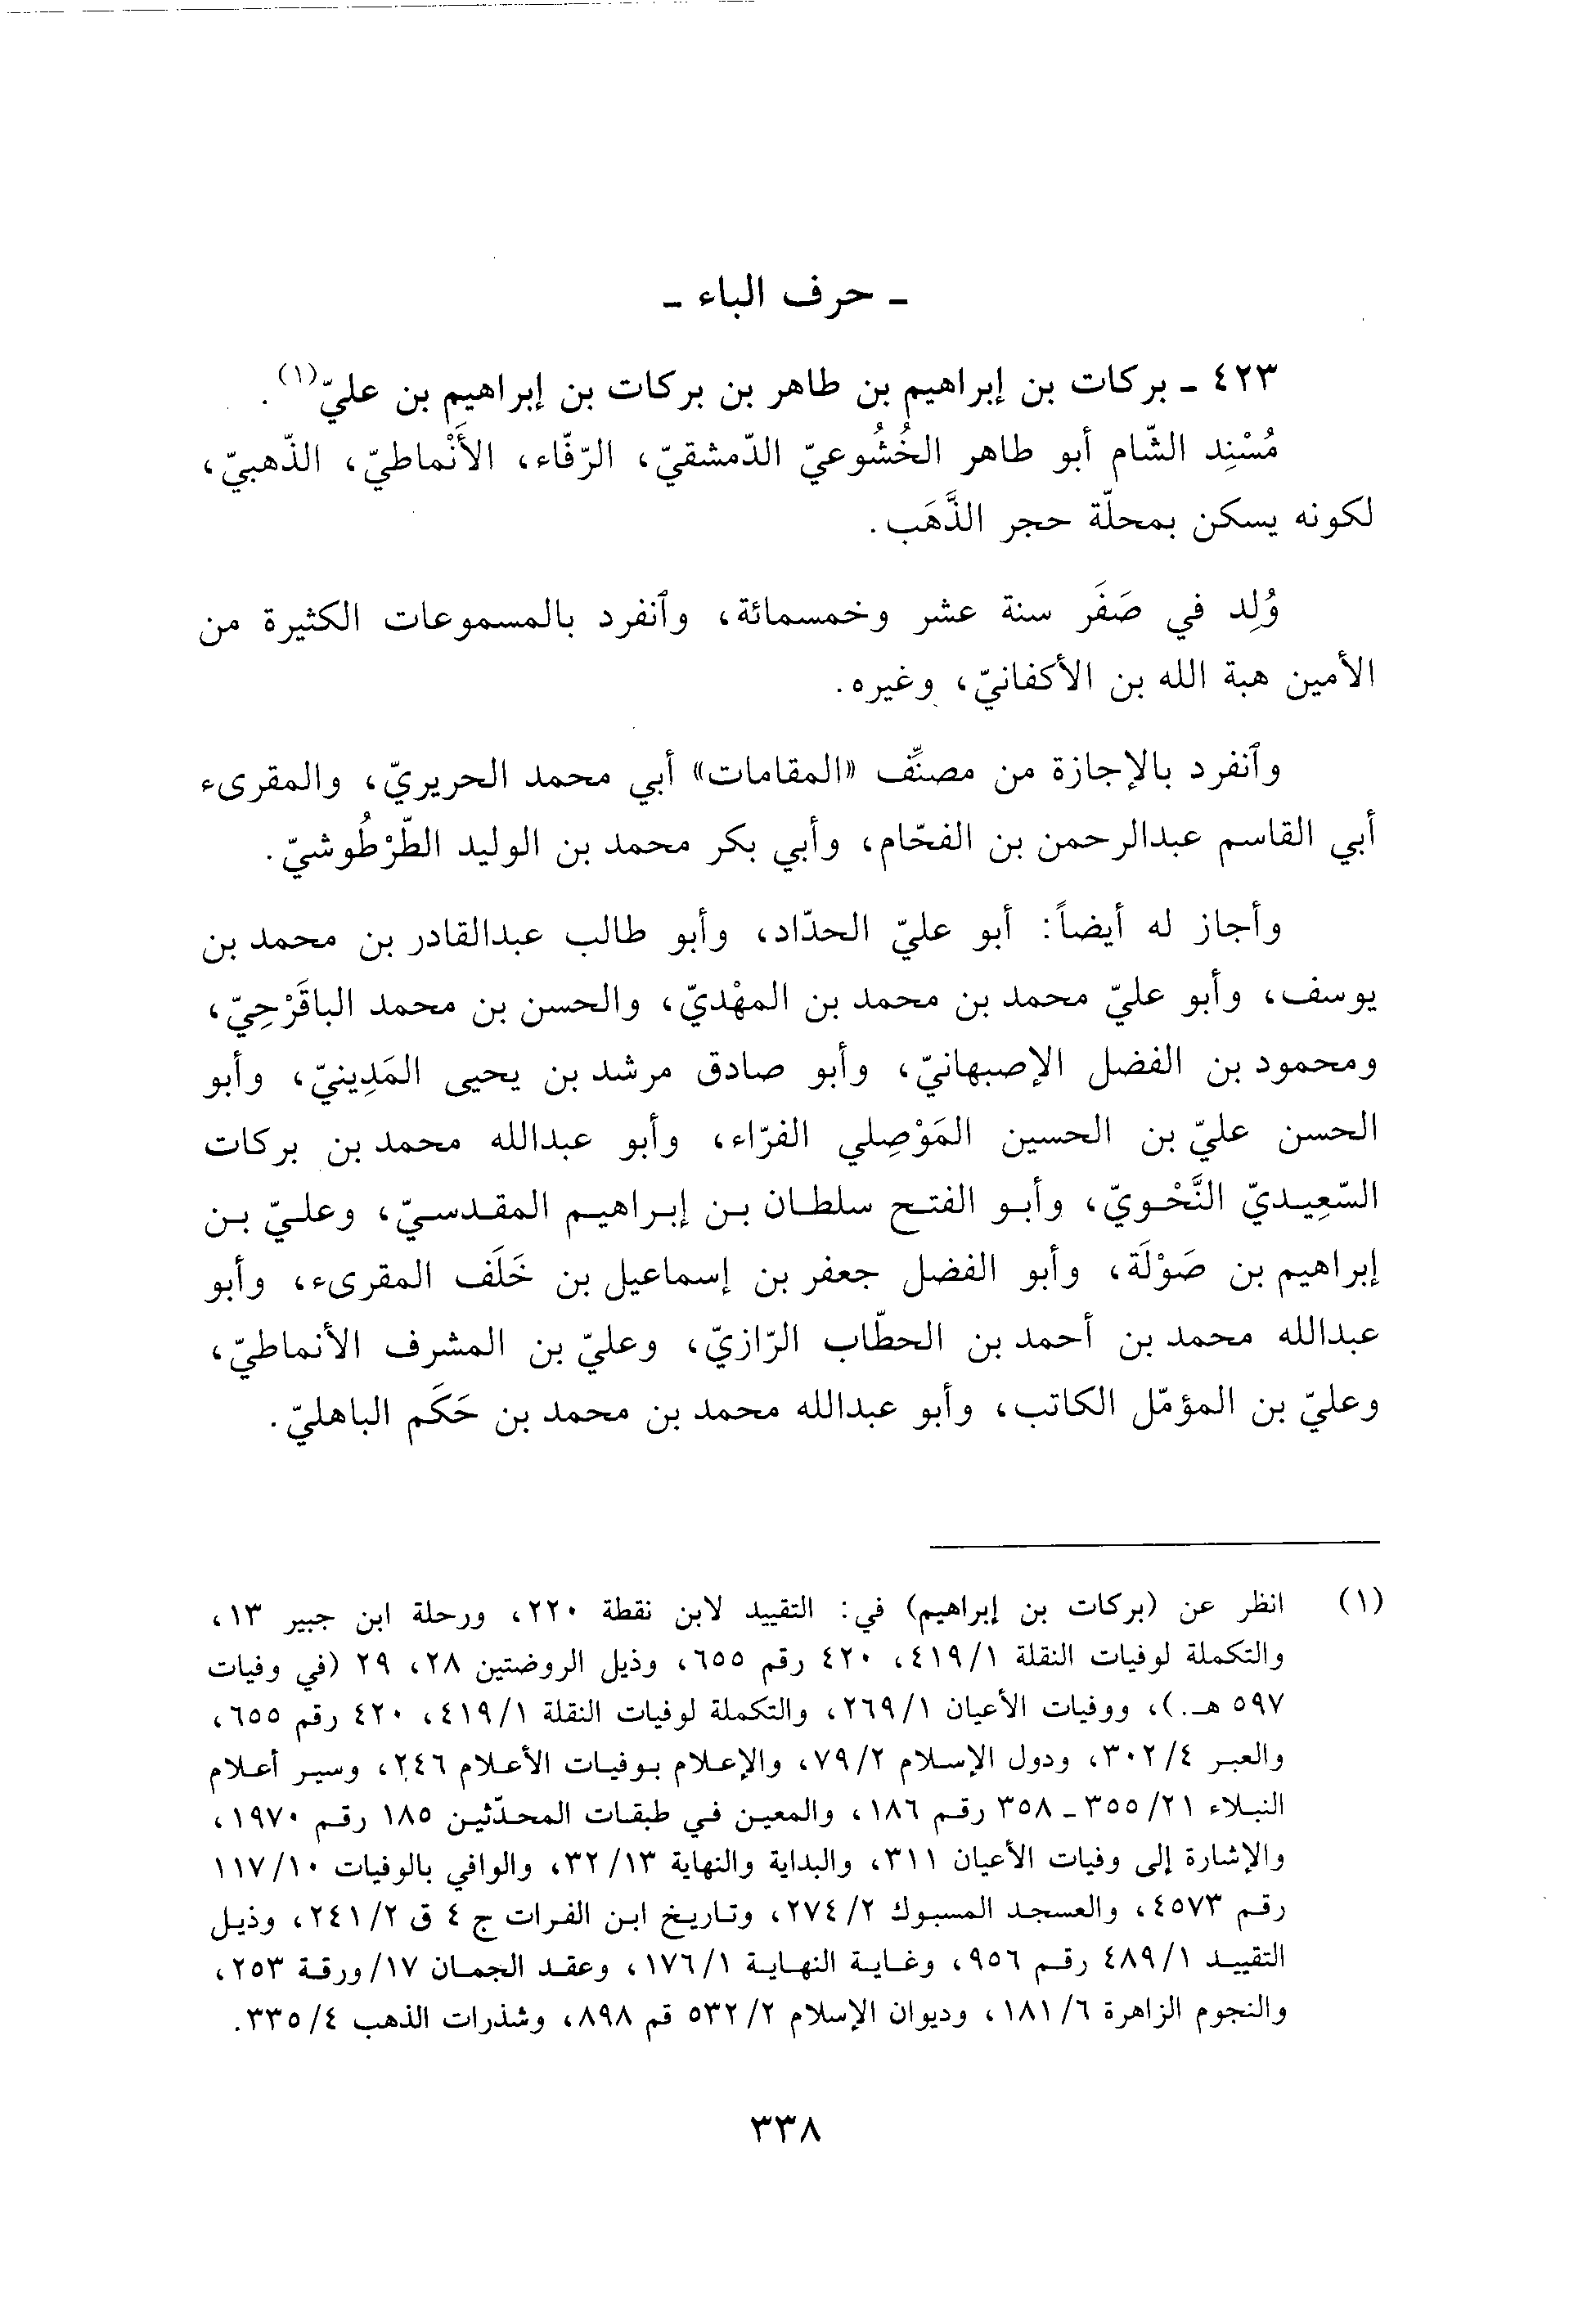 ـ حرف الباء ـ
٤٢٣ ـ بركات بن إبراهيم بن طاهر بن بركات بن إبراهيم بن عليّ(١).
مُسْنِد الشّام أبو طاهر الخُشُوعيّ الدّمشقيّ، الرّفّاء، الأَنْماطيّ، الذّهبيّ،
لكونه يسكن بمحلّة حجر الذَّهَب.
وُلِد في صَفَر سنة عشر وخمسمائة، وٱنفرد بالمسموعات الكثيرة من
الأمين هبة الله بن الأكفانيّ، وغيره.
وٱنفرد بالإجازة من مصنِّف «المقامات» أبي محمد الحريريّ، والمقرىء
أبي القاسم عبدالرحمن بن الفحّام، وأبي بكر محمد بن الوليد الطّرْطُوشيّ.
وأجاز له أيضاً: أبو عليّ الحدّاد، وأبو طالب عبدالقادر بن محمد بن
يوسف، وأبو عليّ محمد بن محمد بن المهْديّ، والحسن بن محمد الباقَرْحِيّ،
ومحمود بن الفضل الإصبهانيّ، وأبو صادق مرشد بن يحيى المَدِينيّ، وأبو
الحسن عليّ بن الحسين المَوْصِلي الفرّاء، وأبو عبدالله محمد بن بركات
السّعِيديّ النَّحْويّ، وأبو الفتح سلطان بن إبراهيم المقدسيّ، وعليّ بن
إبراهيم بن صَوْلَة، وأبو الفضل جعفر بن إسماعيل بن خَلَف المقرىء، وأبو
عبدالله محمد بن أحمد بن الحطّاب الرّازيّ، وعليّ بن المشرف الأنماطيّ،
وعليّ بن المؤمّل الكاتب، وأبو عبدالله محمد بن محمد بن حَكَم الباهليّ.
(١) انظر عن (بركات بن إبراهيم) في: التقييد لابن نقطة ٢٢٠، ورحلة ابن جبير ١٣،
والتكملة لوفيات النقلة ٤١٩/١، ٤٢٠ رقم ٦٥٥، وذيل الروضتين ٢٨، ٢٩ (في وفيات
٥٩٧ هـ.)، ووفيات الأعيان ٢٦٩/١، والتكملة لوفيات النقلة ٤١٩/١، ٤٢٠ رقم ٦٥٥،
والعبر ٣٠٢/٤، ودول الإسلام ٧٩/٢، والإعلام بوفيات الأعلام ٢٤٦، وسير أعلام
النبلاء ٣٥٥/٢١ ـ ٣٥٨ رقم ١٨٦، والمعين في طبقات المحدّثين ١٨٥ رقم ١٩٧٠،
والإشارة إلى وفيات الأعيان ٣١١، والبداية والنهاية ٣٢/١٣، والوافي بالوفيات ١١٧/١٠
رقم ٤٥٧٣، والعسجد المسبوك ٢٧٤/٢، وتاريخ ابن الفرات ج ٤ ق ٢٤١/٢، وذيل
التقييد ٤٨٩/١ رقم ٩٥٦، وغاية النهاية ١٧٦/١، وعقد الجمان ١٧/ورقة ٢٥٣،
والنجوم الزاهرة ١٨١/٦، وديوان الإسلام ٥٣٢/٢ قم ٨٩٨، وشذرات الذهب ٣٣٥/٤.
٣٣٨